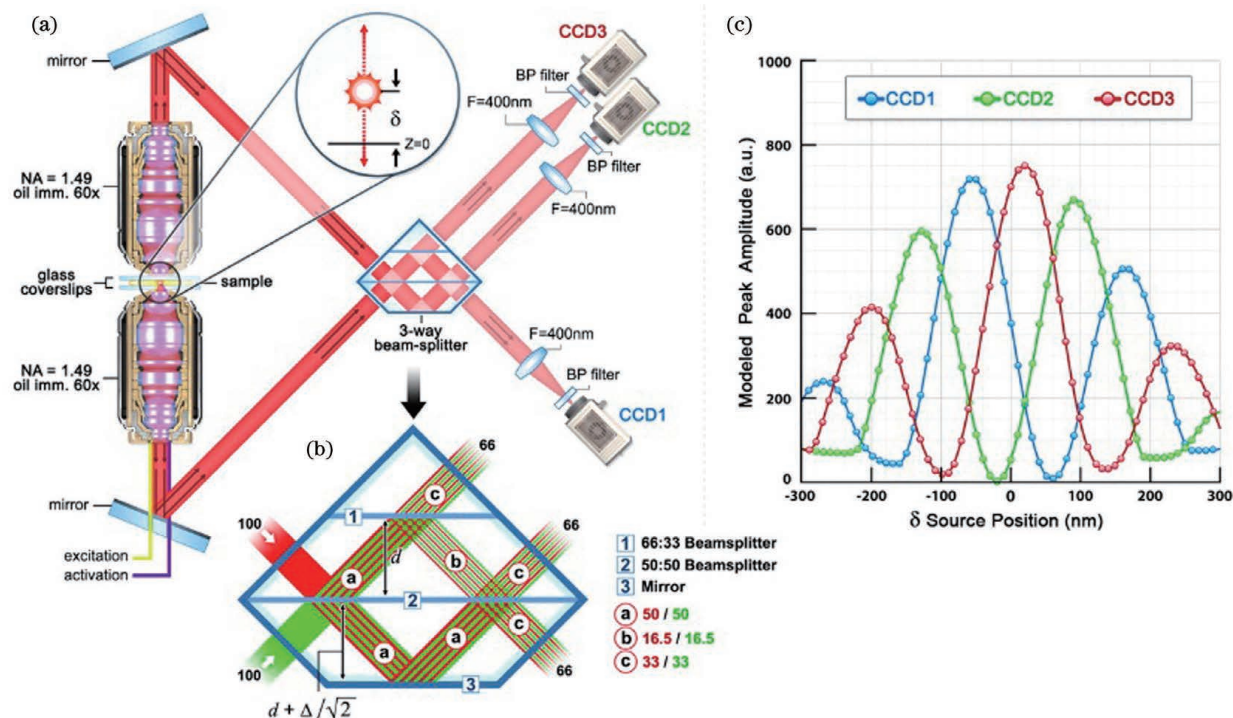 (a)
mirror
NA = 1.49
oil imm. 60x
glass
coverslips
sample
NA = 1.49
oil imm. 60x
mirror
excitation
activation
δ
Z=0
CCD3
BP filter
F=400nm
CCD2
BP filter
F=400nm
3-way
beam-splitter
F=400nm
BP filter
CCD1
(b)
66
c
1
100
d
b
66
a
c
2
a
a
c
100
66
3
d + Δ/√2
1 66:33 Beamsplitter
2 50:50 Beamsplitter
3 Mirror
a 50 / 50
b 16.5 / 16.5
c 33 / 33
(c)
CCD1 CCD2 CCD3
Modeled Peak Amplitude (a.u.)
1000
800
600
400
200
0
-300 -200 -100 0 100 200 300
δ Source Position (nm)